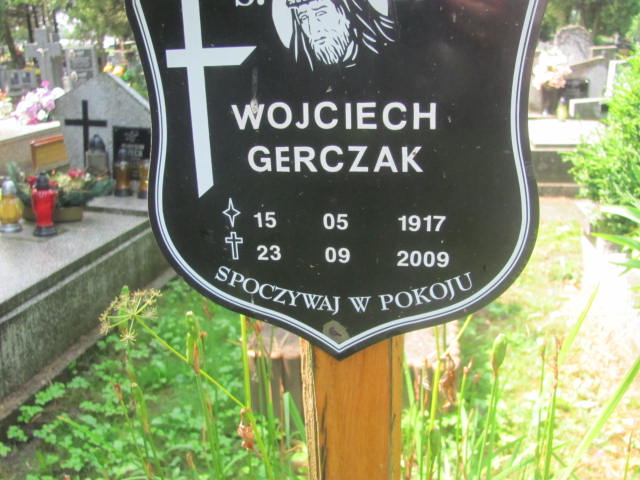 Ś.
WOJCIECH
GERCZAK
15 05 1917
23 09 2009
SPOCZYWAJ W POKOJU